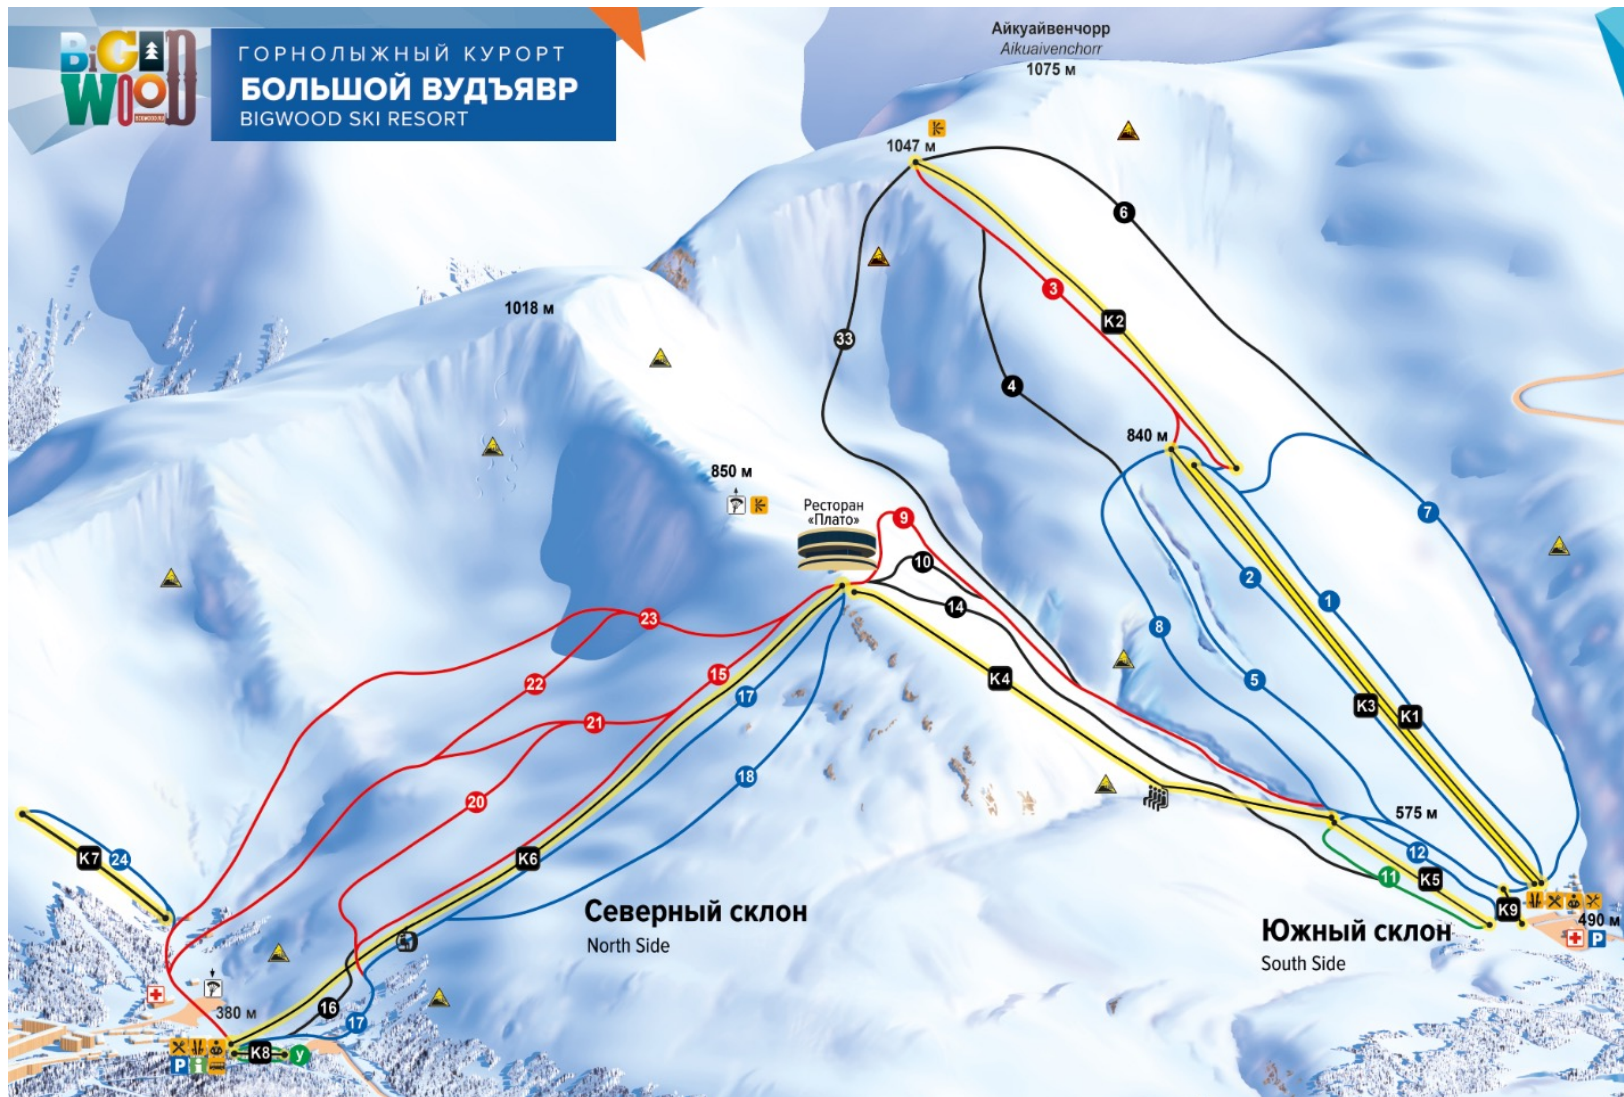 BiG
WOOD
ГОРНОЛЫЖНЫЙ КУРОРТ
БОЛЬШОЙ ВУДЪЯВР
BIGWOOD SKI RESORT
Айкуайвенчорр
Aikuaivenchorr
1075 м
1047 м
6
3
1018 м
K2
33
4
840 м
850 м
Ресторан
«Плато»
9
7
10
2
14
1
23
8
15
K4
5
22
17
K3
K1
21
18
20
575 м
K7
24
K6
12
11
K5
Северный склон
North Side
K9
490 м
Южный склон
South Side
P
380 м
16
17
K8
У
P
i